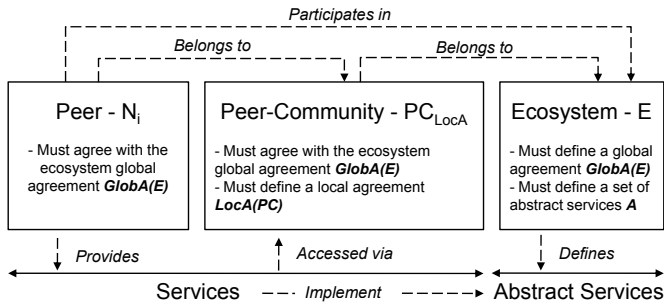 Participates in
Belongs to
Belongs to
Peer - Ni
- Must agree with the
ecosystem global
agreement GlobA(E)
Peer-Community - PCLocA
- Must agree with the ecosystem
global agreement GlobA(E)
- Must define a local agreement
LocA(PC)
Ecosystem - E
- Must define a global
agreement GlobA(E)
- Must define a set of
abstract services A
Provides
Accessed via
Defines
Services
Implement
Abstract Services